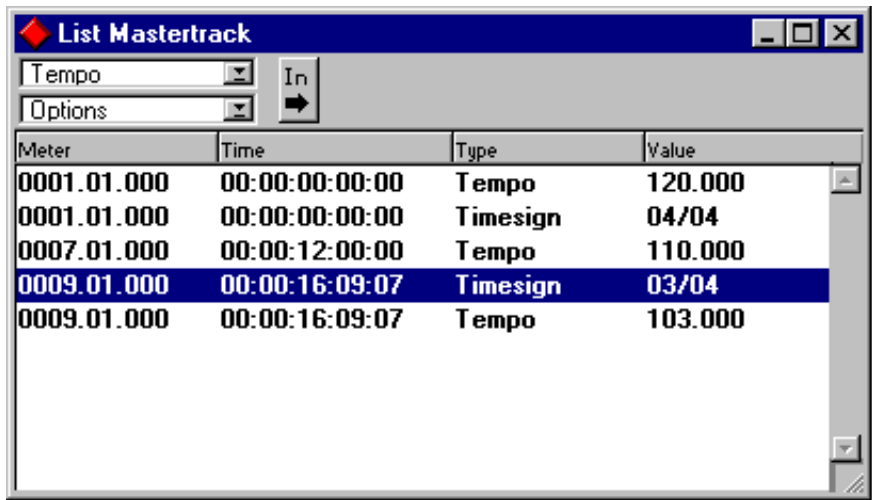 List Mastertrack
Tempo
In
Options
Meter Time Type Value
0001.01.000 00:00:00:00:00 Tempo 120.000
0001.01.000 00:00:00:00:00 Timesign 04/04
0007.01.000 00:00:12:00:00 Tempo 110.000
0009.01.000 00:00:16:09:07 Timesign 03/04
0009.01.000 00:00:16:09:07 Tempo 103.000